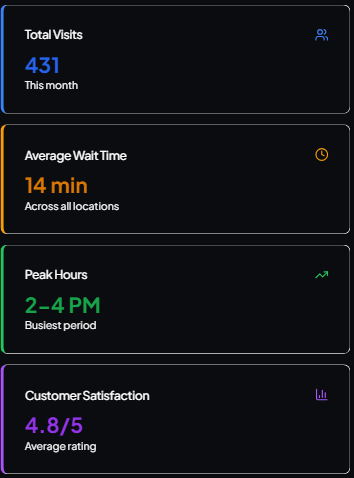 Total Visits
431
This month
Average Wait Time
14 min
Across all locations
Peak Hours
2–4 PM
Busiest period
Customer Satisfaction
4.8/5
Average rating